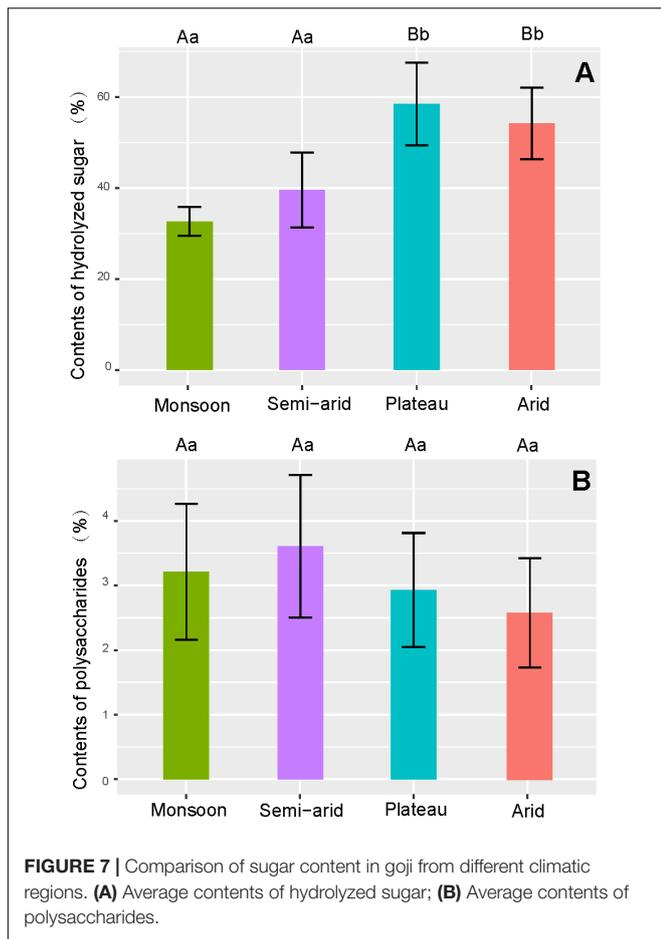 Aa Aa Bb Bb
A
Contents of hydrolyzed sugar (%)
60
40
20
0
Monsoon Semi−arid Plateau Arid
Aa Aa Aa Aa
B
Contents of polysaccharides (%)
4
3
2
1
0
Monsoon Semi−arid Plateau Arid
FIGURE 7 | Comparison of sugar content in goji from different climatic
regions. (A) Average contents of hydrolyzed sugar; (B) Average contents of
polysaccharides.